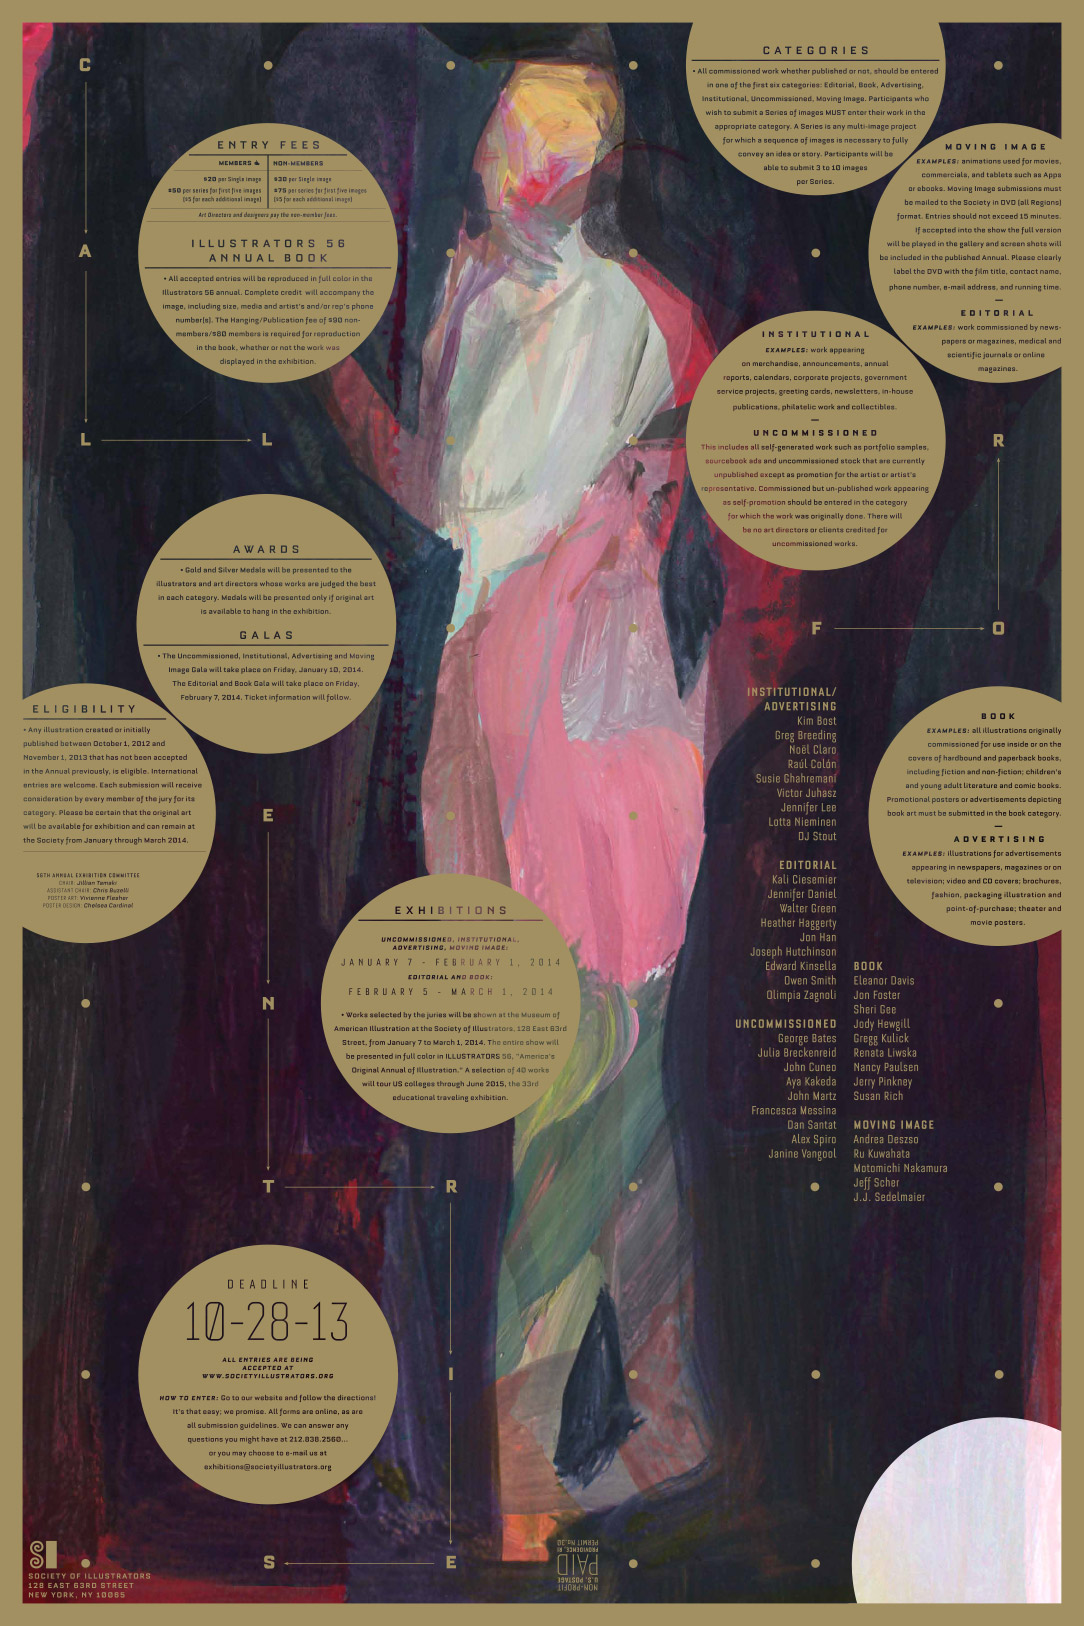 C
A
L L
F O
R
E
N
T R
I
S E
CATEGORIES
• All commissioned work whether published or not, should be entered
in one of the first six categories: Editorial, Book, Advertising,
Institutional, Uncommissioned, Moving Image. Participants who
wish to submit a Series of images MUST enter their work in the
appropriate category. A Series is any multi-image project
for which a sequence of images is necessary to fully
convey an idea or story. Participants will be
able to submit 3 to 10 images
per Series.
ENTRY FEES
MEMBERS NON-MEMBERS
$20 per Single image $30 per Single image
$50 per series for first five images $75 per series for first five images
($5 for each additional image) ($5 for each additional image)
Art Directors and designers pay the non-member fees.
ILLUSTRATORS 56
ANNUAL BOOK
• All accepted entries will be reproduced in full color in the
Illustrators 56 annual. Complete credit will accompany the
image, including size, media and artist's and/or rep's phone
number(s). The Hanging/Publication fee of $90 non-
members/$80 members is required for reproduction
in the book, whether or not the work was
displayed in the exhibition.
MOVING IMAGE
EXAMPLES: animations used for movies,
commercials, and tablets such as Apps
or ebooks. Moving Image submissions must
be mailed to the Society in DVD (all Regions)
format. Entries should not exceed 15 minutes.
If accepted into the show the full version
will be played in the gallery and screen shots will
be included in the published Annual. Please clearly
label the DVD with the film title, contact name,
phone number, e-mail address, and running time.
—
EDITORIAL
EXAMPLES: work commissioned by news-
papers or magazines, medical and
scientific journals or online
magazines.
INSTITUTIONAL
EXAMPLES: work appearing
on merchandise, announcements, annual
reports, calendars, corporate projects, government
service projects, greeting cards, newsletters, in-house
publications, philatelic work and collectibles.
—
UNCOMMISSIONED
This includes all self-generated work such as portfolio samples,
sourcebook ads and uncommissioned stock that are currently
unpublished except as promotion for the artist or artist's
representative. Commissioned but un-published work appearing
as self-promotion should be entered in the category
for which the work was originally done. There will
be no art directors or clients credited for
uncommissioned works.
AWARDS
• Gold and Silver Medals will be presented to the
illustrators and art directors whose works are judged the best
in each category. Medals will be presented only if original art
is available to hang in the exhibition.
GALAS
• The Uncommissioned, Institutional, Advertising and Moving
Image Gala will take place on Friday, January 10, 2014.
The Editorial and Book Gala will take place on Friday,
February 7, 2014. Ticket information will follow.
ELIGIBILITY
• Any illustration created or initially
published between October 1, 2012 and
November 1, 2013 that has not been accepted
in the Annual previously, is eligible. International
entries are welcome. Each submission will receive
consideration by every member of the jury for its
category. Please be certain that the original art
will be available for exhibition and can remain at
the Society from January through March 2014.
56TH ANNUAL EXHIBITION COMMITTEE
CHAIR: Jillian Tamaki
ASSISTANT CHAIR: Chris Buzelli
POSTER ART: Vivienne Flesher
POSTER DESIGN: Chelsea Cardinal
BOOK
EXAMPLES: all illustrations originally
commissioned for use inside or on the
covers of hardbound and paperback books,
including fiction and non-fiction; children's
and young adult literature and comic books.
Promotional posters or advertisements depicting
book art must be submitted in the book category.
—
ADVERTISING
EXAMPLES: illustrations for advertisements
appearing in newspapers, magazines or on
television; video and CD covers; brochures,
fashion, packaging illustration and
point-of-purchase; theater and
movie posters.
EXHIBITIONS
UNCOMMISSIONED, INSTITUTIONAL,
ADVERTISING, MOVING IMAGE:
JANUARY 7 - FEBRUARY 1, 2014
EDITORIAL AND BOOK:
FEBRUARY 5 - MARCH 1, 2014
• Works selected by the juries will be shown at the Museum of
American Illustration at the Society of Illustrators, 128 East 63rd
Street, from January 7 to March 1, 2014. The entire show will
be presented in full color in ILLUSTRATORS 56, "America's
Original Annual of Illustration." A selection of 40 works
will tour US colleges through June 2015, the 33rd
educational traveling exhibition.
INSTITUTIONAL/
ADVERTISING
Kim Bost
Greg Breeding
Noël Claro
Raúl Colón
Susie Ghahremani
Victor Juhasz
Jennifer Lee
Lotta Nieminen
DJ Stout
EDITORIAL
Kali Ciesemier
Jennifer Daniel
Walter Green
Heather Haggerty
Jon Han
Joseph Hutchinson
Edward Kinsella
Owen Smith
Olimpia Zagnoli
UNCOMMISSIONED
George Bates
Julia Breckenreid
John Cuneo
Aya Kakeda
John Martz
Francesca Messina
Dan Santat
Alex Spiro
Janine Vangool
BOOK
Eleanor Davis
Jon Foster
Sheri Gee
Jody Hewgill
Gregg Kulick
Renata Liwska
Nancy Paulsen
Jerry Pinkney
Susan Rich
MOVING IMAGE
Andrea Deszso
Ru Kuwahata
Motomichi Nakamura
Jeff Scher
J.J. Sedelmaier
DEADLINE
10-28-13
ALL ENTRIES ARE BEING
ACCEPTED AT
WWW.SOCIETYILLUSTRATORS.ORG
HOW TO ENTER: Go to our website and follow the directions!
It's that easy; we promise. All forms are online, as are
all submission guidelines. We can answer any
questions you might have at 212.838.2560...
or you may choose to e-mail us at
exhibitions@societyillustrators.org
SI
SOCIETY OF ILLUSTRATORS
128 EAST 63RD STREET
NEW YORK, NY 10065
NON-PROFIT
U.S. POSTAGE
PAID
PROVIDENCE, RI
PERMIT No.30